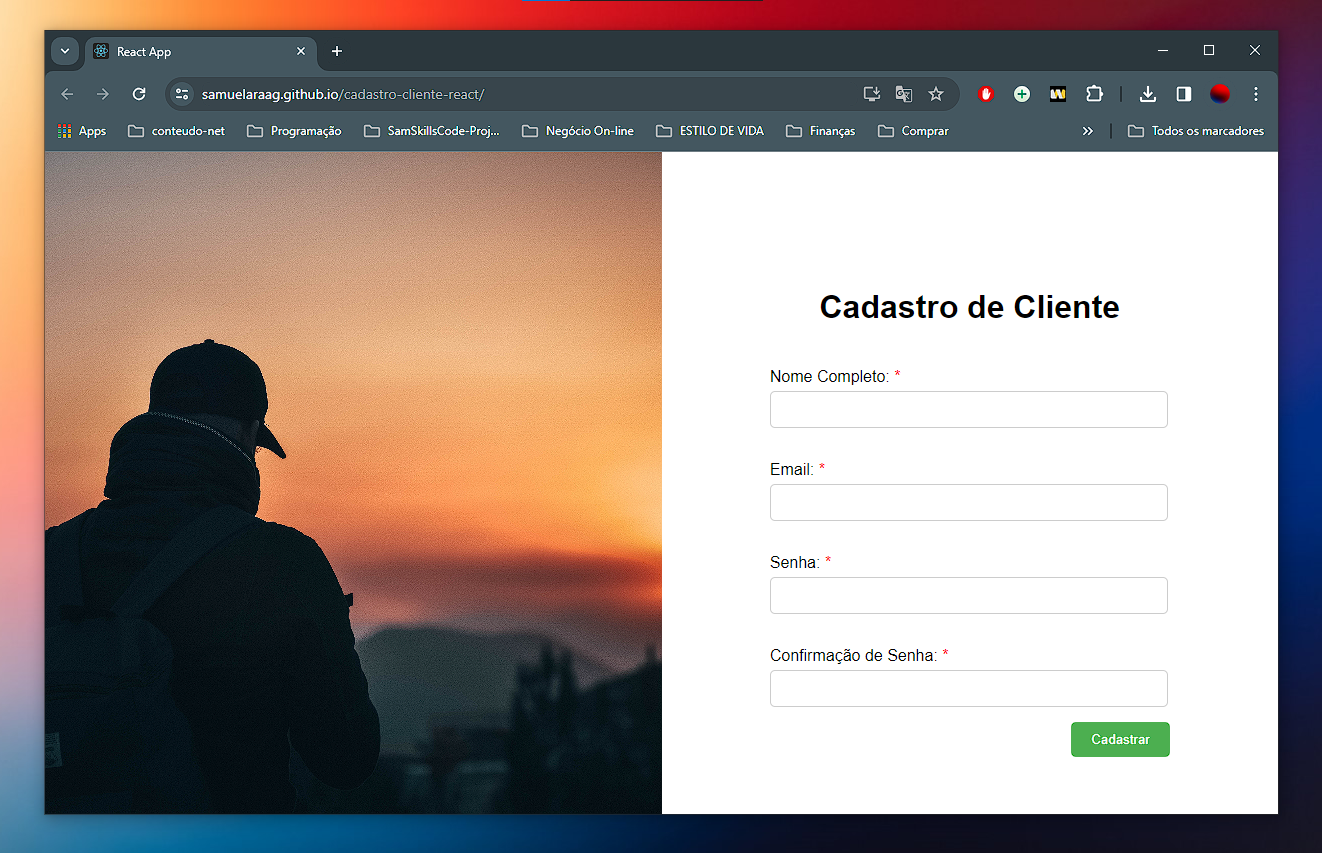 React App
samuelaraag.github.io/cadastro-cliente-react/
Apps conteudo-net Programação SamSkillsCode-Proj... Negócio On-line ESTILO DE VIDA Finanças Comprar » Todos os marcadores
Cadastro de Cliente
Nome Completo: *
Email: *
Senha: *
Confirmação de Senha: *
Cadastrar